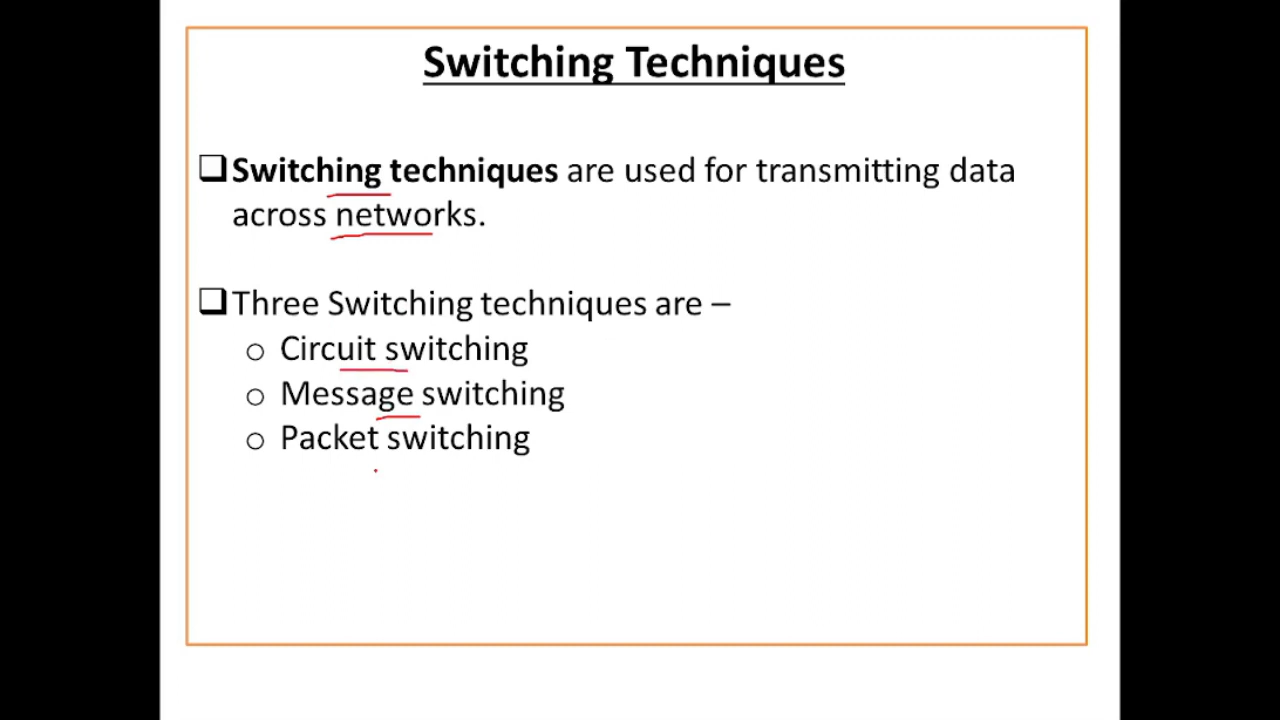 Switching Techniques
Switching techniques are used for transmitting data
across networks.
Three Switching techniques are –
Circuit switching
Message switching
Packet switching